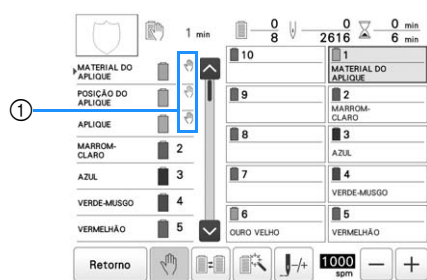 1 min
0
8
0
2616
0 min
6 min
①
MATERIAL DO
APLIQUE
POSIÇÃO DO
APLIQUE
APLIQUE
MARROM-
CLARO
2
AZUL
3
VERDE-MUSGO
4
VERMELHÃO
5
10
1
MATERIAL DO
APLIQUE
9
2
MARROM-
CLARO
8
3
AZUL
7
4
VERDE-MUSGO
6
OURO VELHO
5
VERMELHÃO
Retorno
-/+
1000
spm
− +